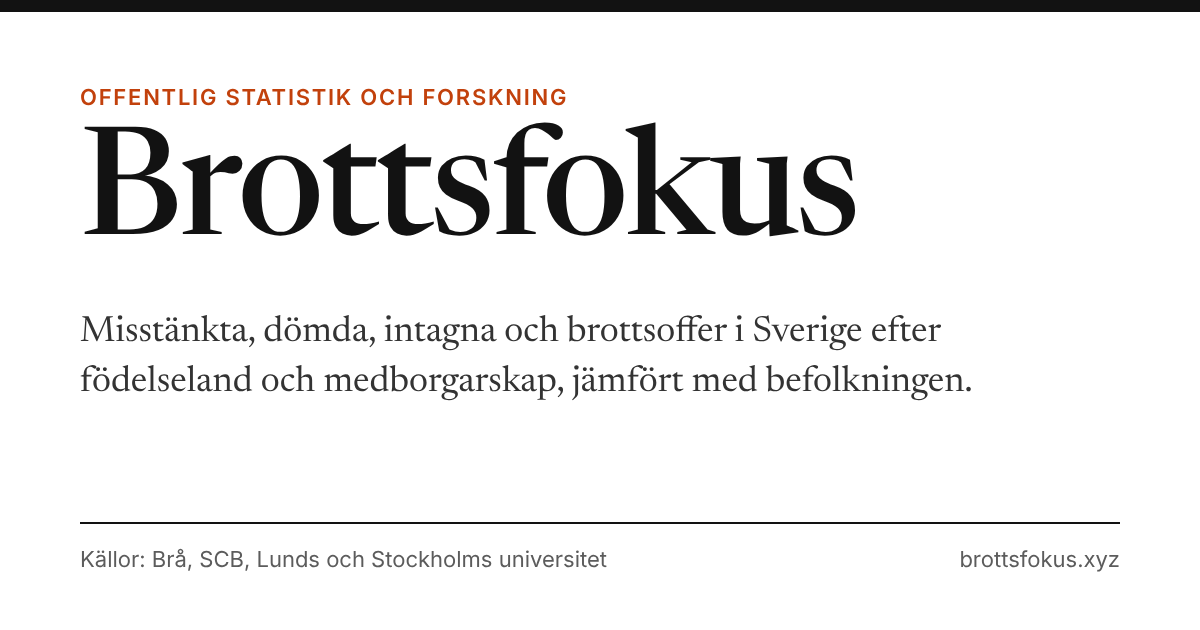 OFFENTLIG STATISTIK OCH FORSKNING
Brottsfokus
Misstänkta, dömda, intagna och brottsoffer i Sverige efter
födelseland och medborgarskap, jämfört med befolkningen.
Källor: Brå, SCB, Lunds och Stockholms universitet
brottsfokus.xyz